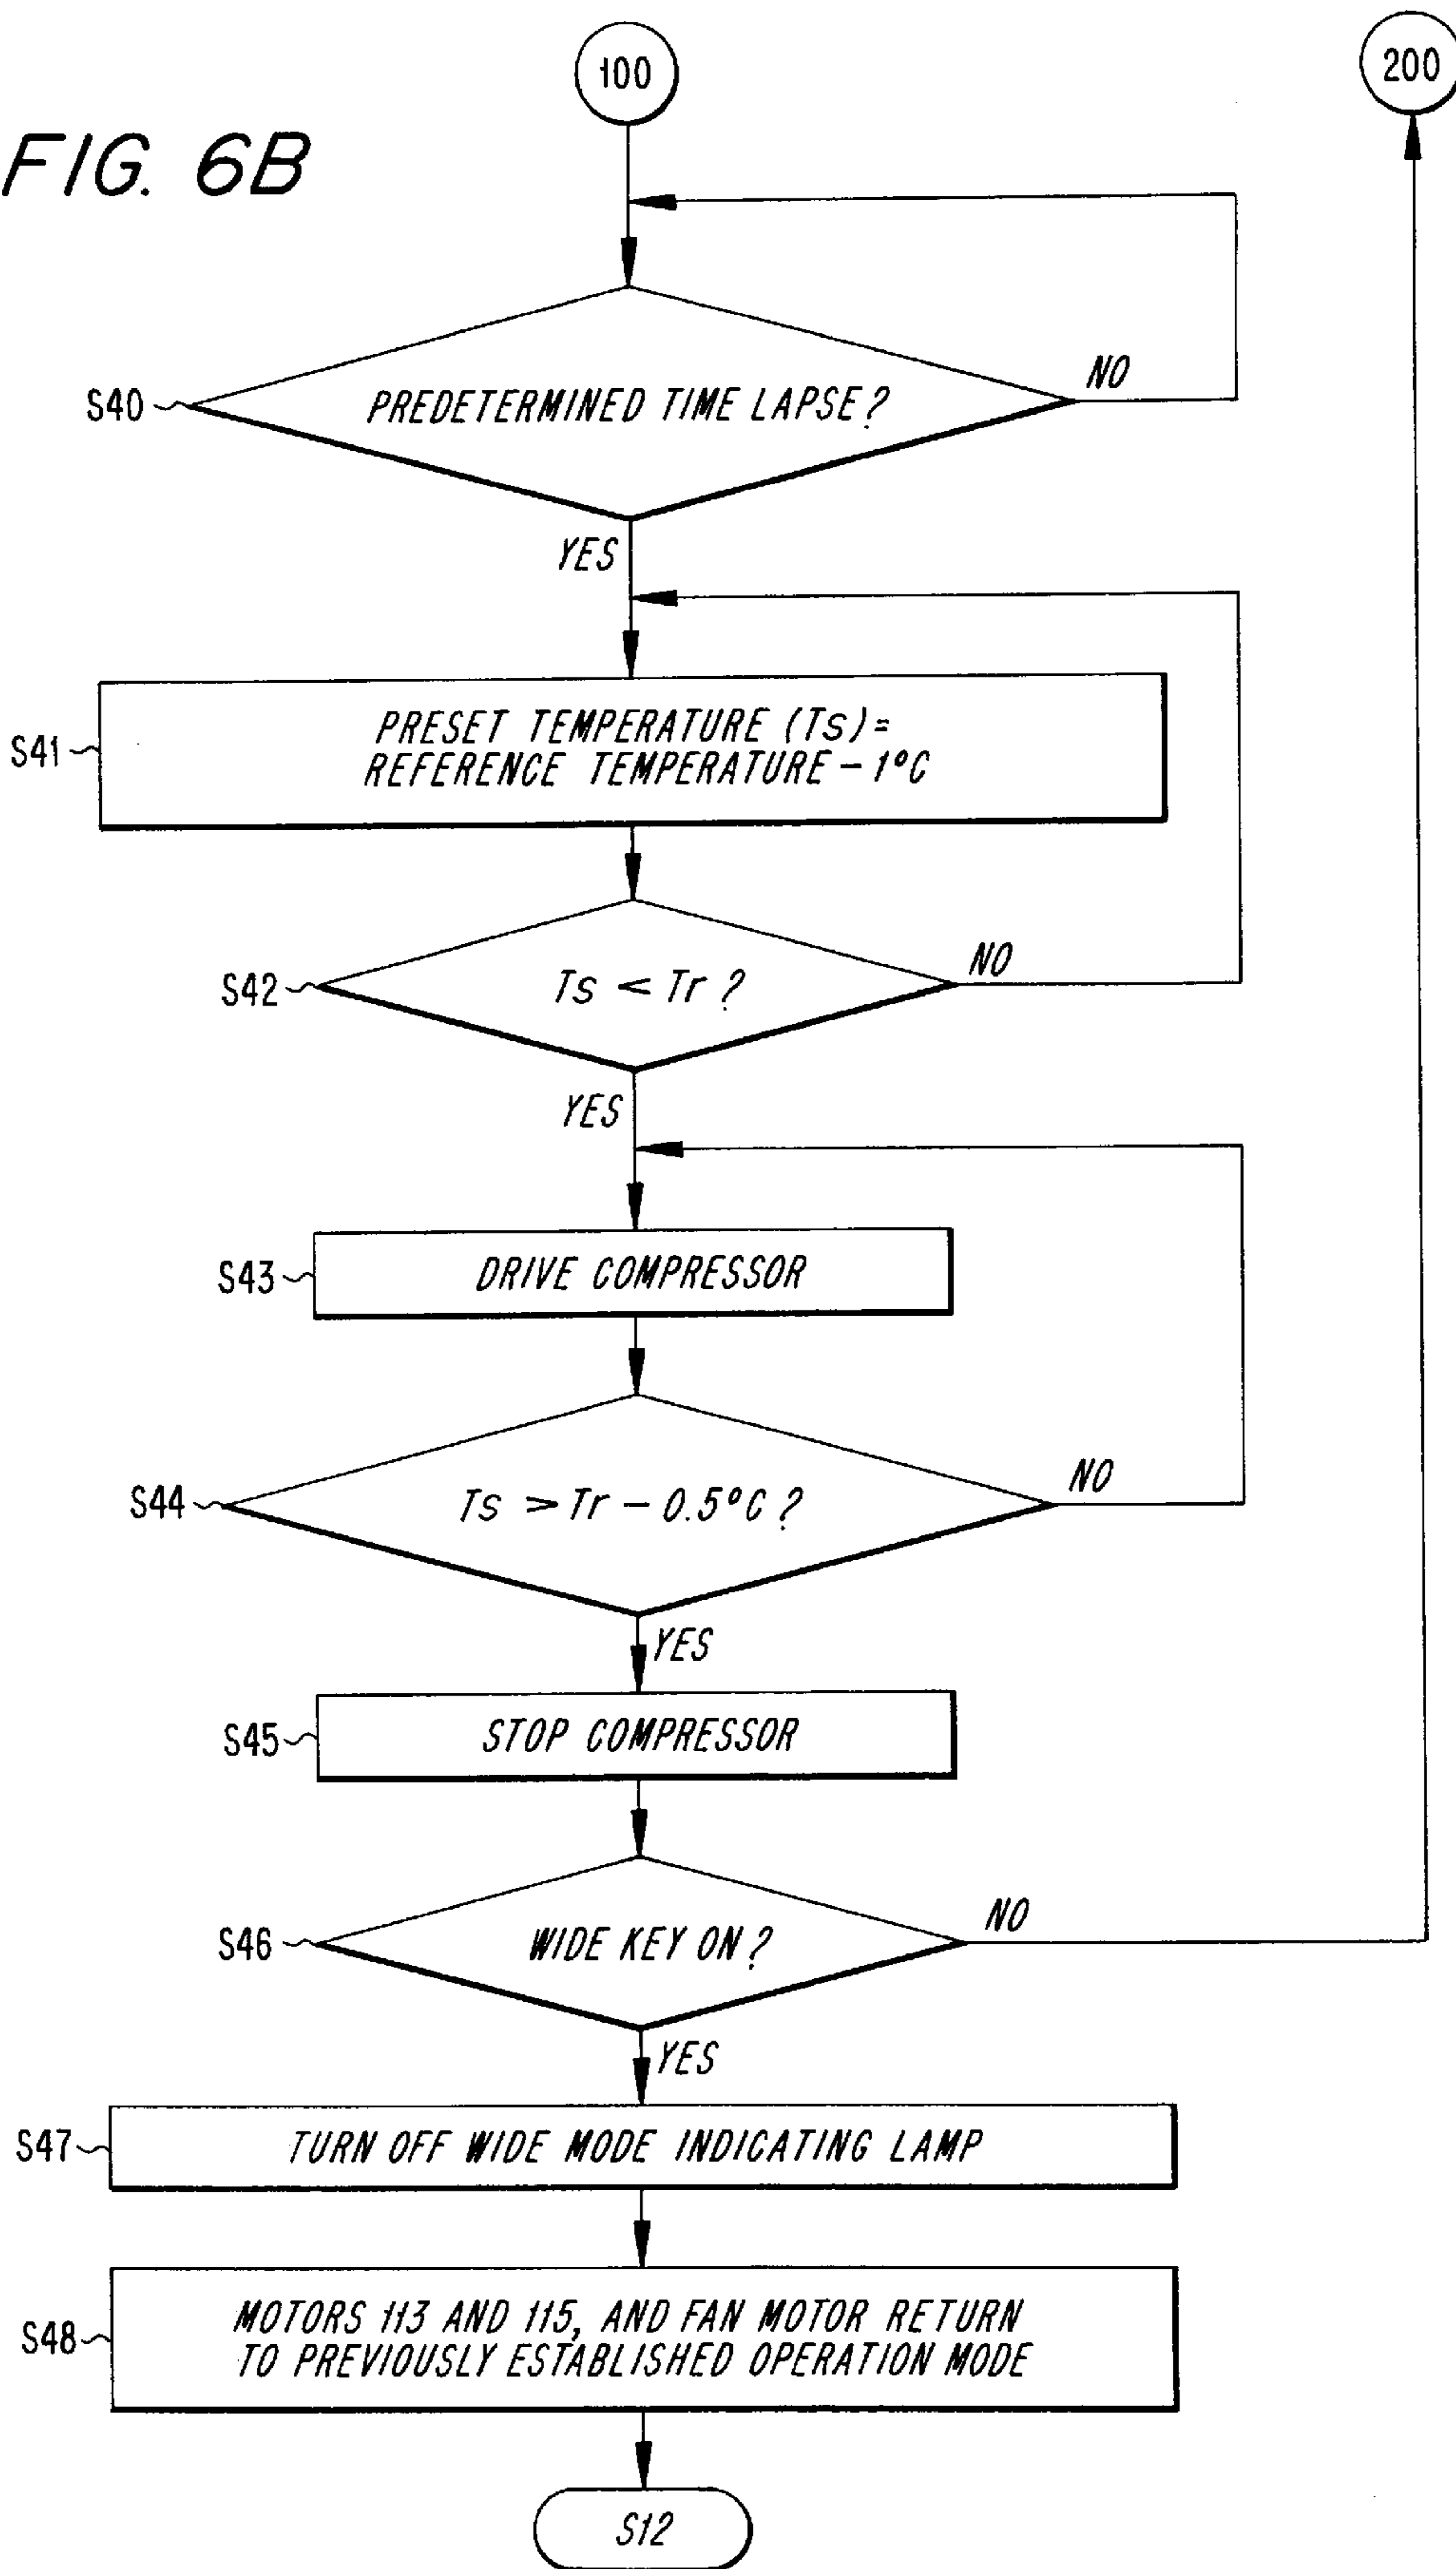 100
200
FIG. 6B
S40
PREDETERMINED TIME LAPSE?
NO
YES
S41
PRESET TEMPERATURE (Ts)=
REFERENCE TEMPERATURE – 1°C
S42
Ts < Tr ?
NO
YES
S43
DRIVE COMPRESSOR
S44
Ts > Tr – 0.5°C ?
NO
YES
S45
STOP COMPRESSOR
S46
WIDE KEY ON?
NO
YES
S47
TURN OFF WIDE MODE INDICATING LAMP
S48
MOTORS 113 AND 115, AND FAN MOTOR RETURN
TO PREVIOUSLY ESTABLISHED OPERATION MODE
S12